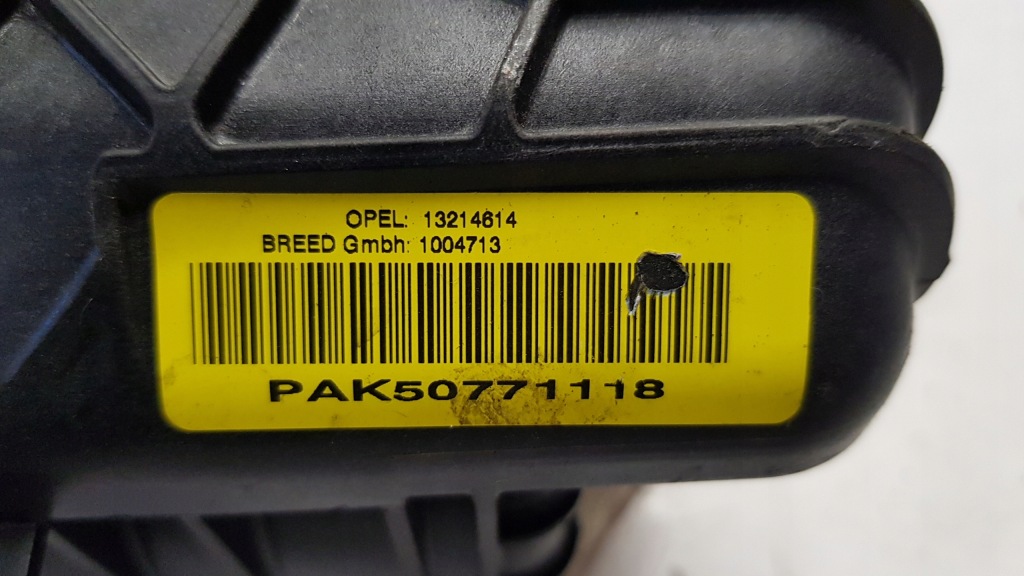 OPEL: 13214614
BREED Gmbh: 1004713
PAK50771118